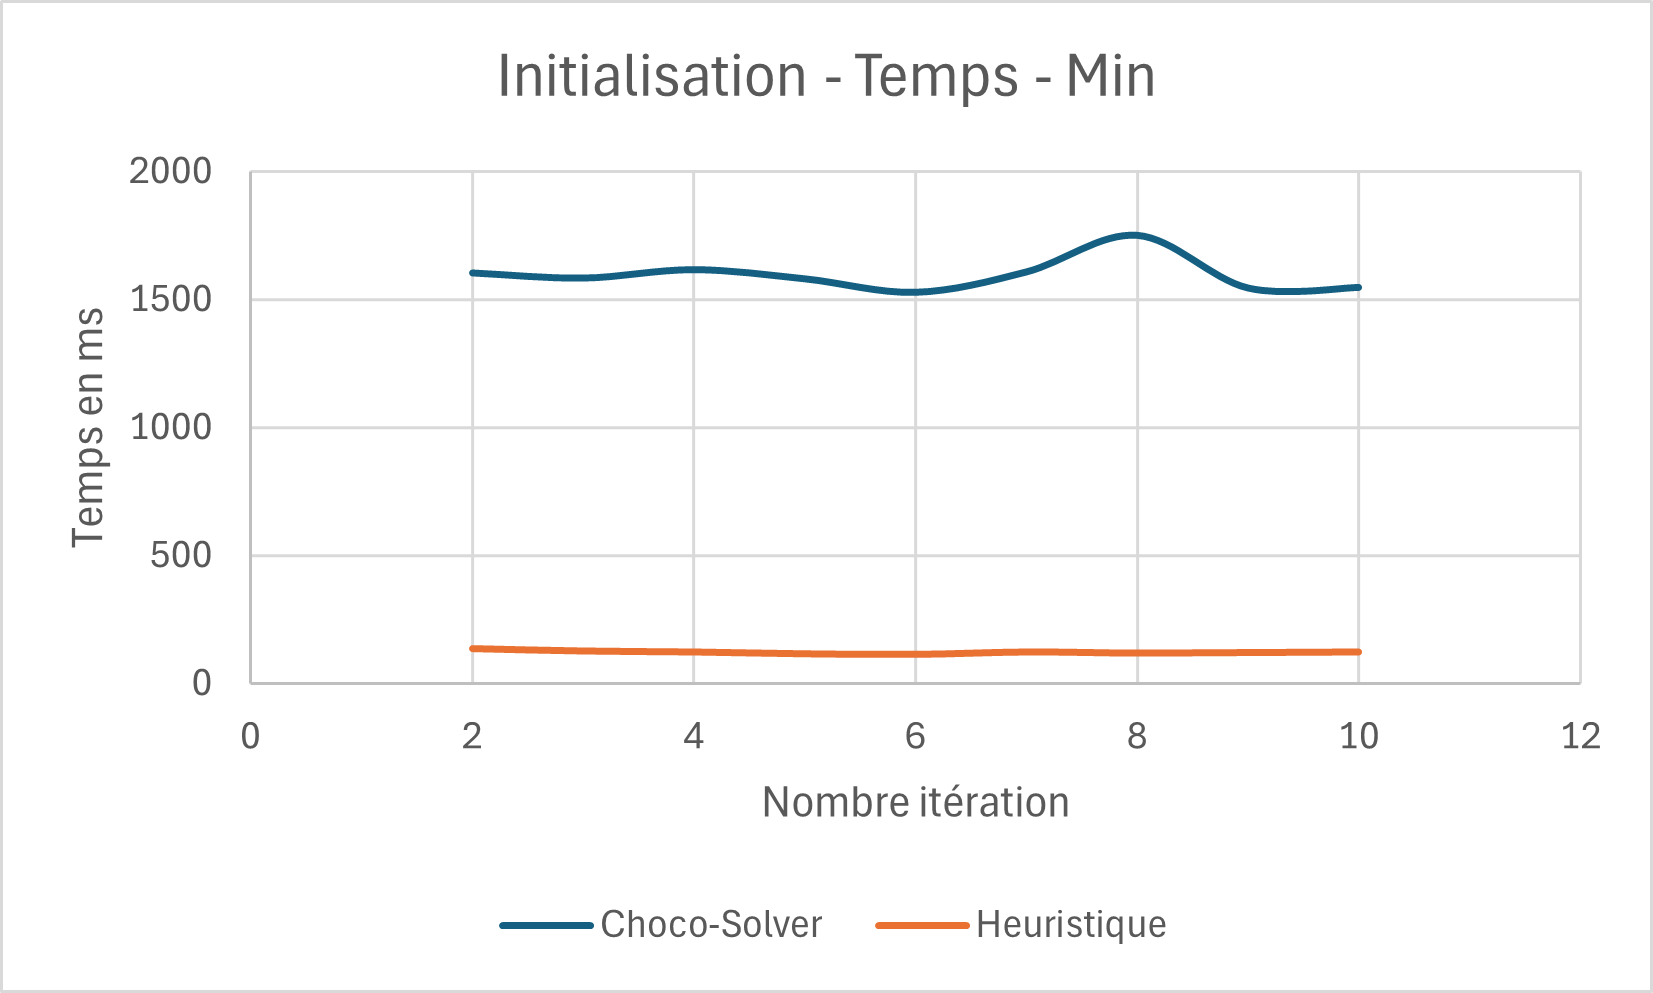 Initialisation - Temps - Min
2000
1500
1000
500
0
Temps en ms
0 2 4 6 8 10 12
Nombre itération
Choco-Solver Heuristique